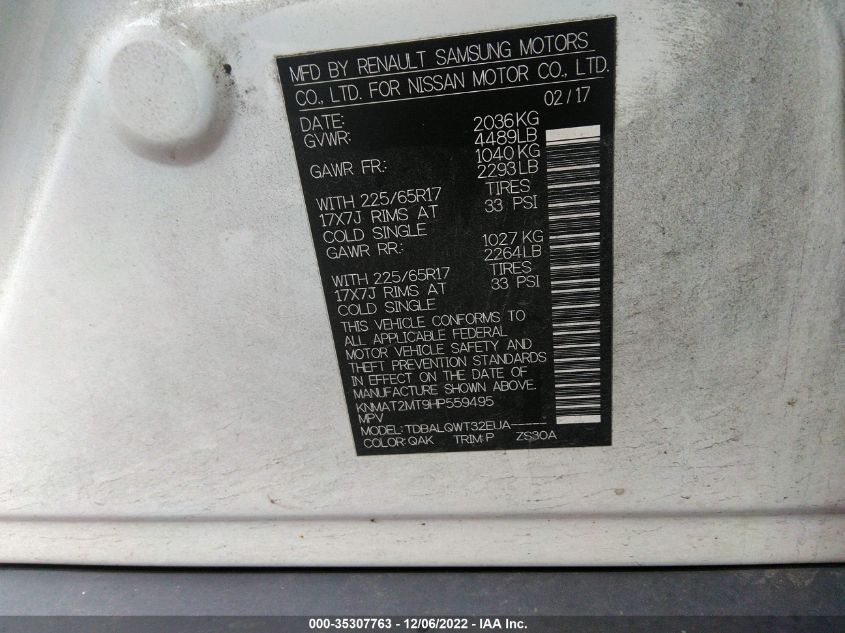 MFD BY RENAULT SAMSUNG MOTORS
CO., LTD. FOR NISSAN MOTOR CO., LTD.
DATE: 02/17
GVWR: 2036KG
4489LB
GAWR FR: 1040KG
2293LB
WITH 225/65R17 TIRES
17X7J RIMS AT 33 PSI
COLD SINGLE
GAWR RR: 1027KG
2264LB
WITH 225/65R17 TIRES
17X7J RIMS AT 33 PSI
COLD SINGLE
THIS VEHICLE CONFORMS TO
ALL APPLICABLE FEDERAL
MOTOR VEHICLE SAFETY AND
THEFT PREVENTION STANDARDS
IN EFFECT ON THE DATE OF
MANUFACTURE SHOWN ABOVE.
KNMAT2MT9HP559495
MPV
MODEL: TDBALQWT32EUA-----
COLOR: QAK TRIM: P ZS30A
000-35307763 - 12/06/2022 - IAA Inc.